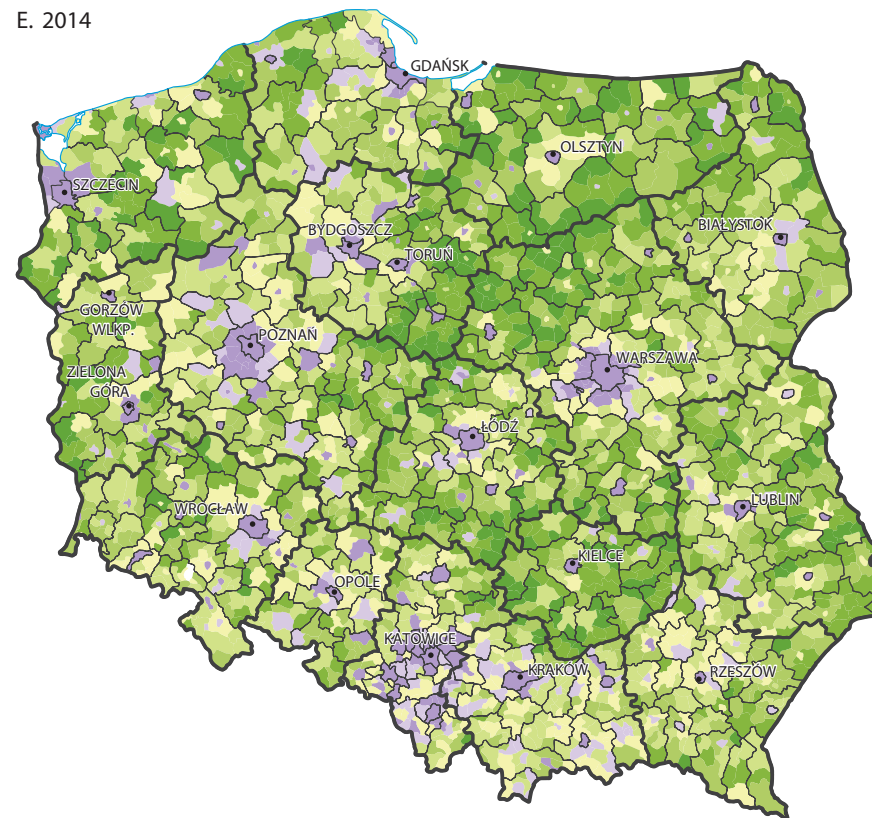 E. 2014
GDAŃSK
OLSZTYN
SZCZECIN
BIAŁYSTOK
BYDGOSZCZ
TORUŃ
GORZÓW
WLKP.
POZNAŃ
WARSZAWA
ZIELONA
GÓRA
ŁÓDŹ
LUBLIN
WROCŁAW
KIELCE
OPOLE
KATOWICE
KRAKÓW
RZESZÓW